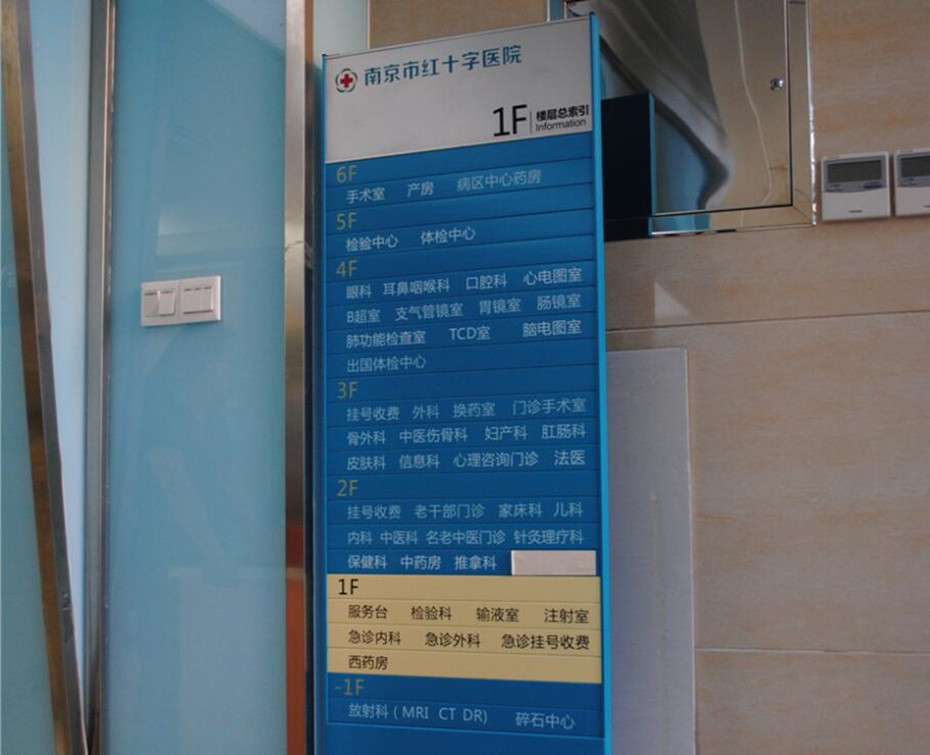 南京市红十字医院
1F 楼层总索引
Information
6F
手术室 产房 病区中心药房
5F
检验中心 体检中心
4F
眼科 耳鼻咽喉科 口腔科 心电图室
B超室 支气管镜室 胃镜室 肠镜室
肺功能检查室 TCD室 脑电图室
出国体检中心
3F
挂号收费 外科 换药室 门诊手术室
骨外科 中医伤骨科 妇产科 肛肠科
皮肤科 信息科 心理咨询门诊 法医
2F
挂号收费 老干部门诊 家床科 儿科
内科 中医科 名老中医门诊 针灸理疗科
保健科 中药房 推拿科
1F
服务台 检验科 输液室 注射室
急诊内科 急诊外科 急诊挂号收费
西药房
-1F
放射科(MRI CT DR) 碎石中心